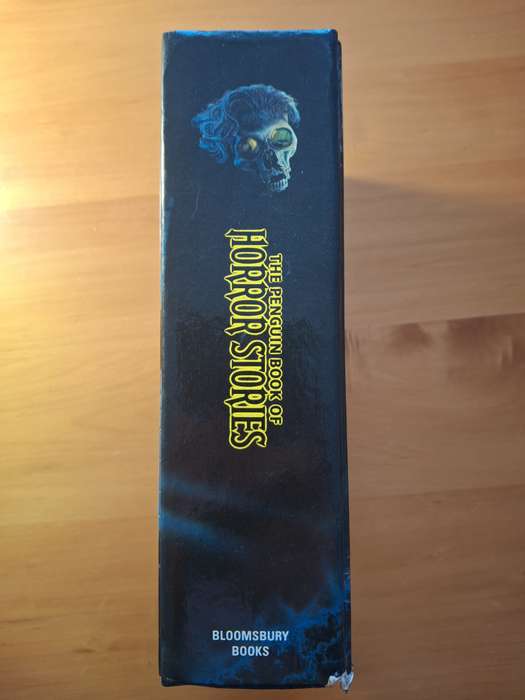 THE PENGUIN BOOK OF
HORROR STORIES
BLOOMSBURY
BOOKS